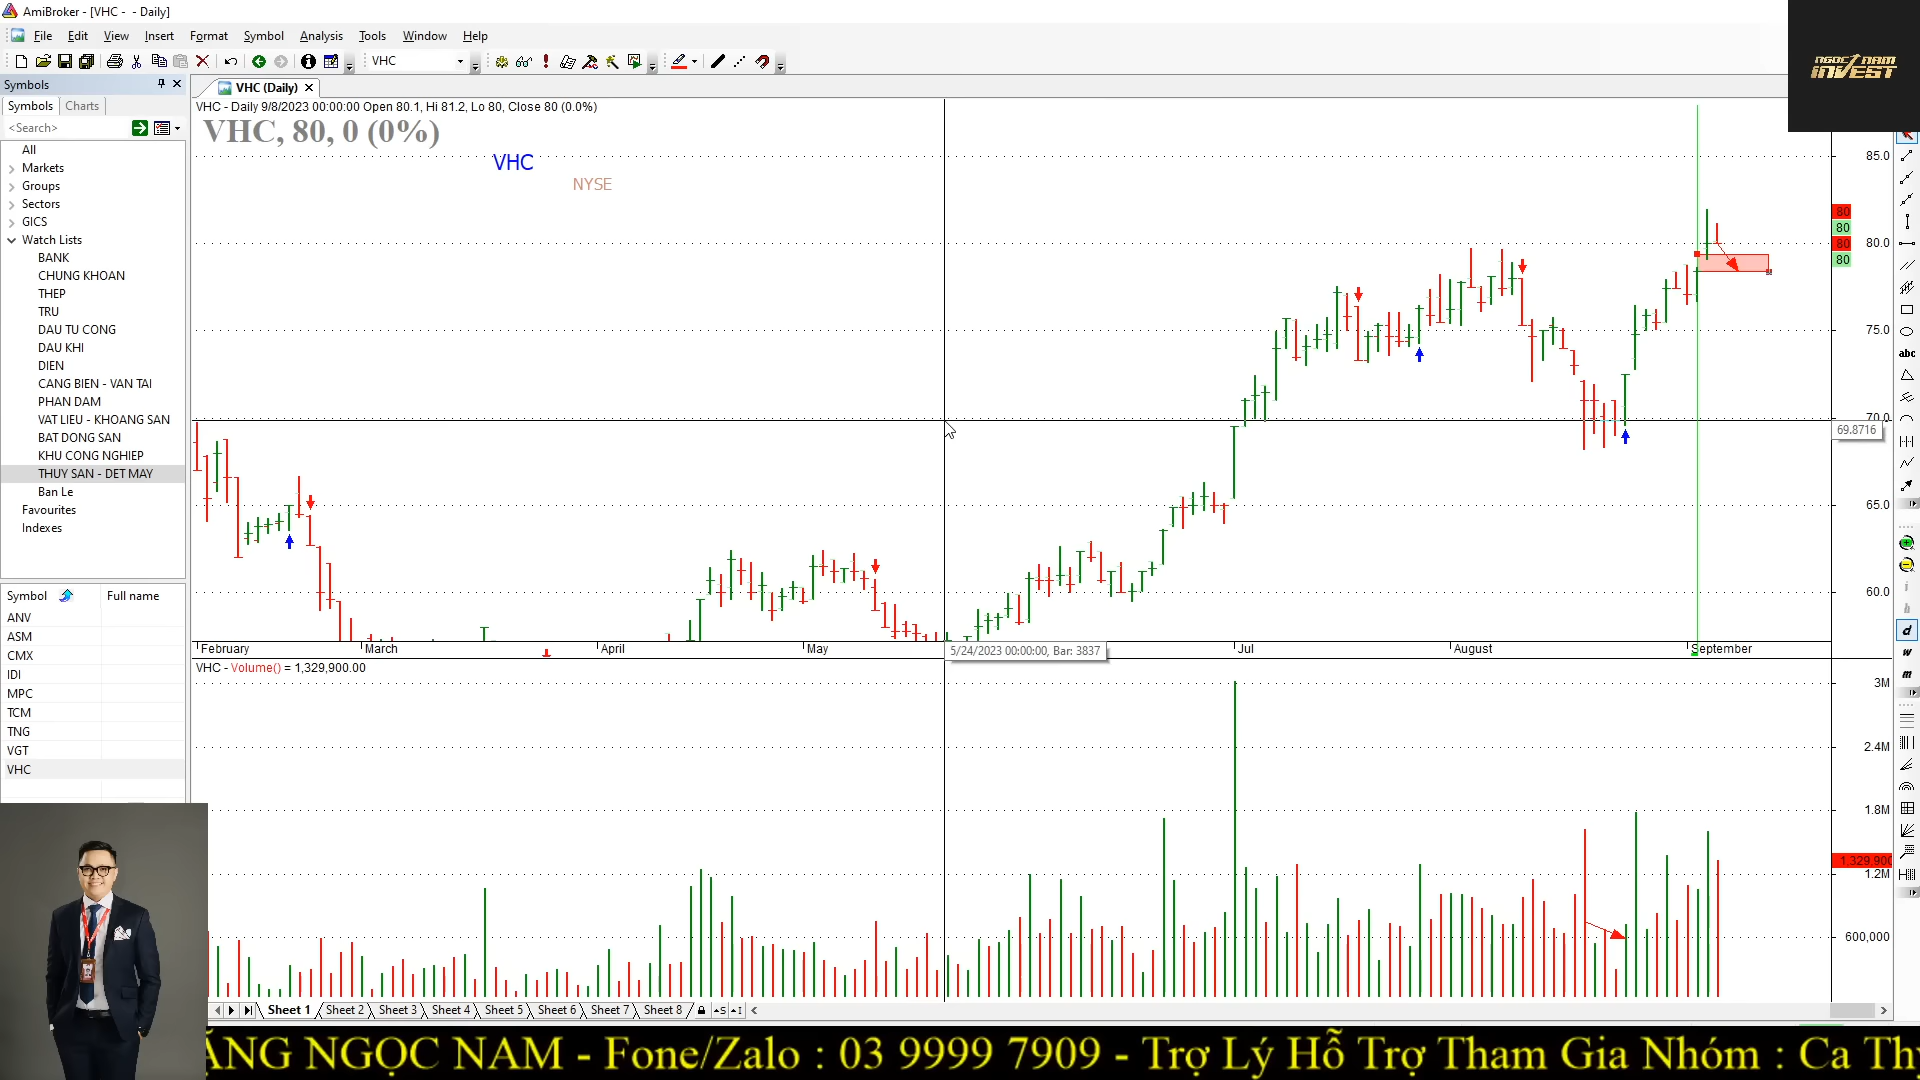 AmiBroker - [VHC - - Daily]
File Edit View Insert Format Symbol Analysis Tools Window Help
VHC
NGOC NAM
INVEST
Symbols
VHC (Daily)
Symbols Charts
<Search>
All
Markets
Groups
Sectors
GICS
Watch Lists
BANK
CHUNG KHOAN
THEP
TRU
DAU TU CONG
DAU KHI
DIEN
CANG BIEN - VAN TAI
PHAN DAM
VAT LIEU - KHOANG SAN
BAT DONG SAN
KHU CONG NGHIEP
THUY SAN - DET MAY
Ban Le
Favourites
Indexes
Symbol Full name
ANV
ASM
CMX
IDI
MPC
TCM
TNG
VGT
VHC
VHC - Daily 9/8/2023 00:00:00 Open 80.1, Hi 81.2, Lo 80, Close 80 (0.0%)
VHC, 80, 0 (0%)
VHC
NYSE
85.0
80
80
80.0
80
80
75.0
70.0
69.8716
65.0
60.0
February March April May 5/24/2023 00:00:00, Bar: 3837 Jul August September
VHC - Volume() = 1,329,900.00
3M
2.4M
1.8M
1,329,900
1.2M
600,000
abc
d
w
m
Sheet 1 Sheet 2 Sheet 3 Sheet 4 Sheet 5 Sheet 6 Sheet 7 Sheet 8
ẶNG NGỌC NAM - Fone/Zalo : 03 9999 7909 - Trợ Lý Hỗ Trợ Tham Gia Nhóm : Ca Thy